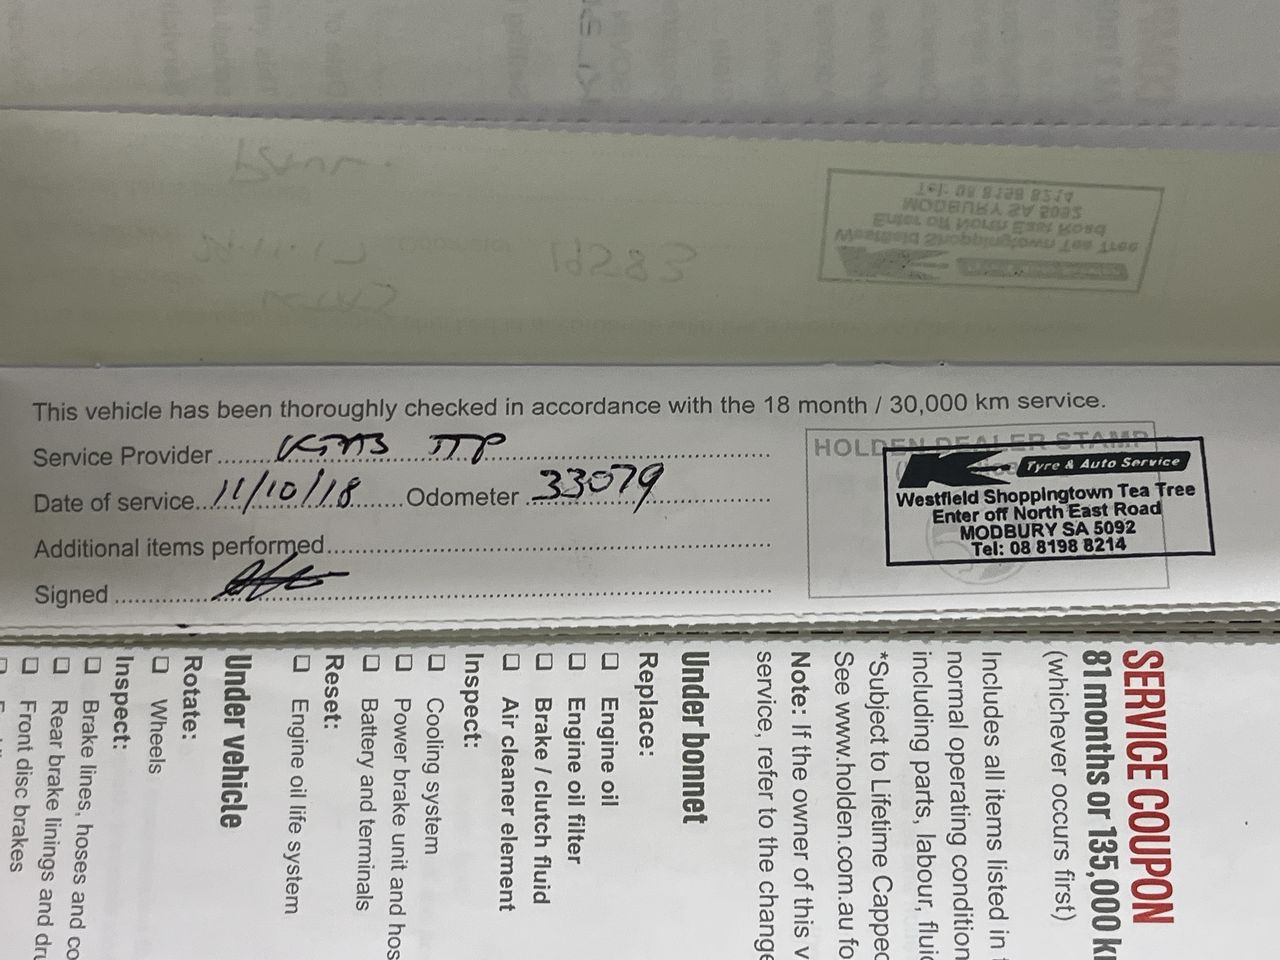 This vehicle has been thoroughly checked in accordance with the 18 month / 30,000 km service.
Service Provider KTAS TTP
Date of service 11/10/18 Odometer 33079
Additional items performed
Signed
HOLDEN DEALER STAMP
K Tyre & Auto Service
Westfield Shoppingtown Tea Tree
Enter off North East Road
MODBURY SA 5092
Tel: 08 8198 8214
SERVICE COUPON
81 months or 135,000 k
(whichever occurs first)
Includes all items listed in
normal operating condition
including parts, labour, flui
*Subject to Lifetime Capped
See www.holden.com.au fo
Note: If the owner of this v
service, refer to the change
Under bonnet
Replace:
☐ Engine oil
☐ Engine oil filter
☐ Brake / clutch fluid
☐ Air cleaner element
Inspect:
☐ Cooling system
☐ Power brake unit and hos
☐ Battery and terminals
Reset:
☐ Engine oil life system
Under vehicle
Rotate:
☐ Wheels
Inspect:
☐ Brake lines, hoses and co
☐ Rear brake linings and dru
☐ Front disc brakes